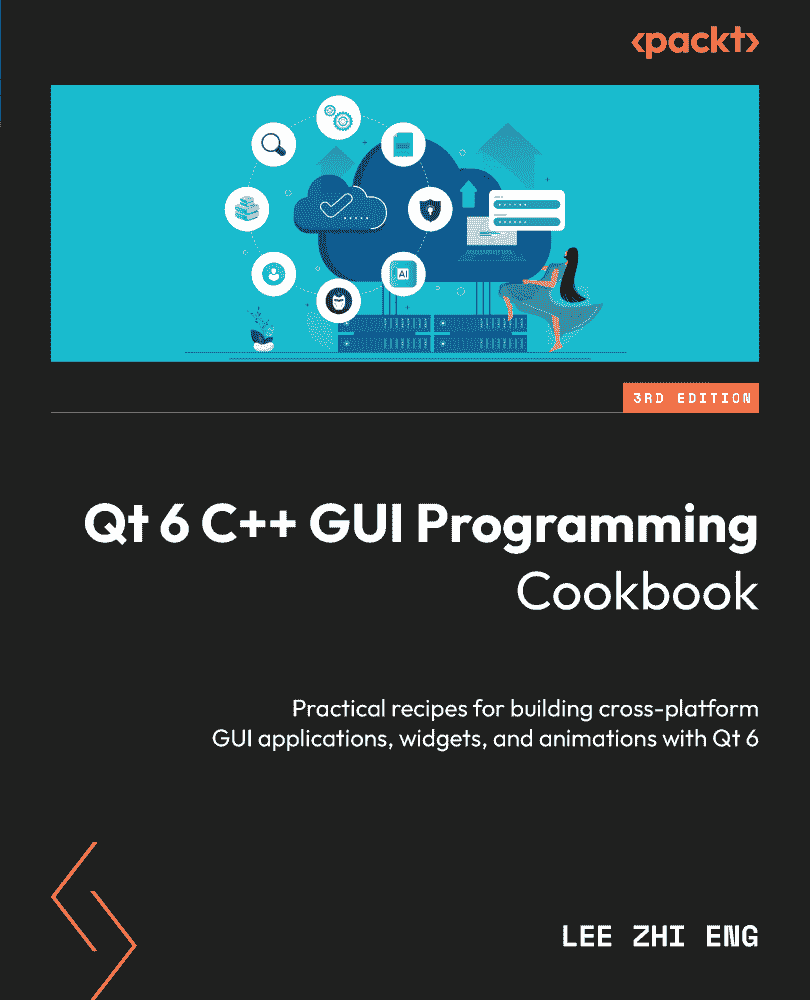 <packt>
AI
3RD EDITION
Qt 6 C++ GUI Programming
Cookbook
Practical recipes for building cross-platform
GUI applications, widgets, and animations with Qt 6
LEE ZHI ENG